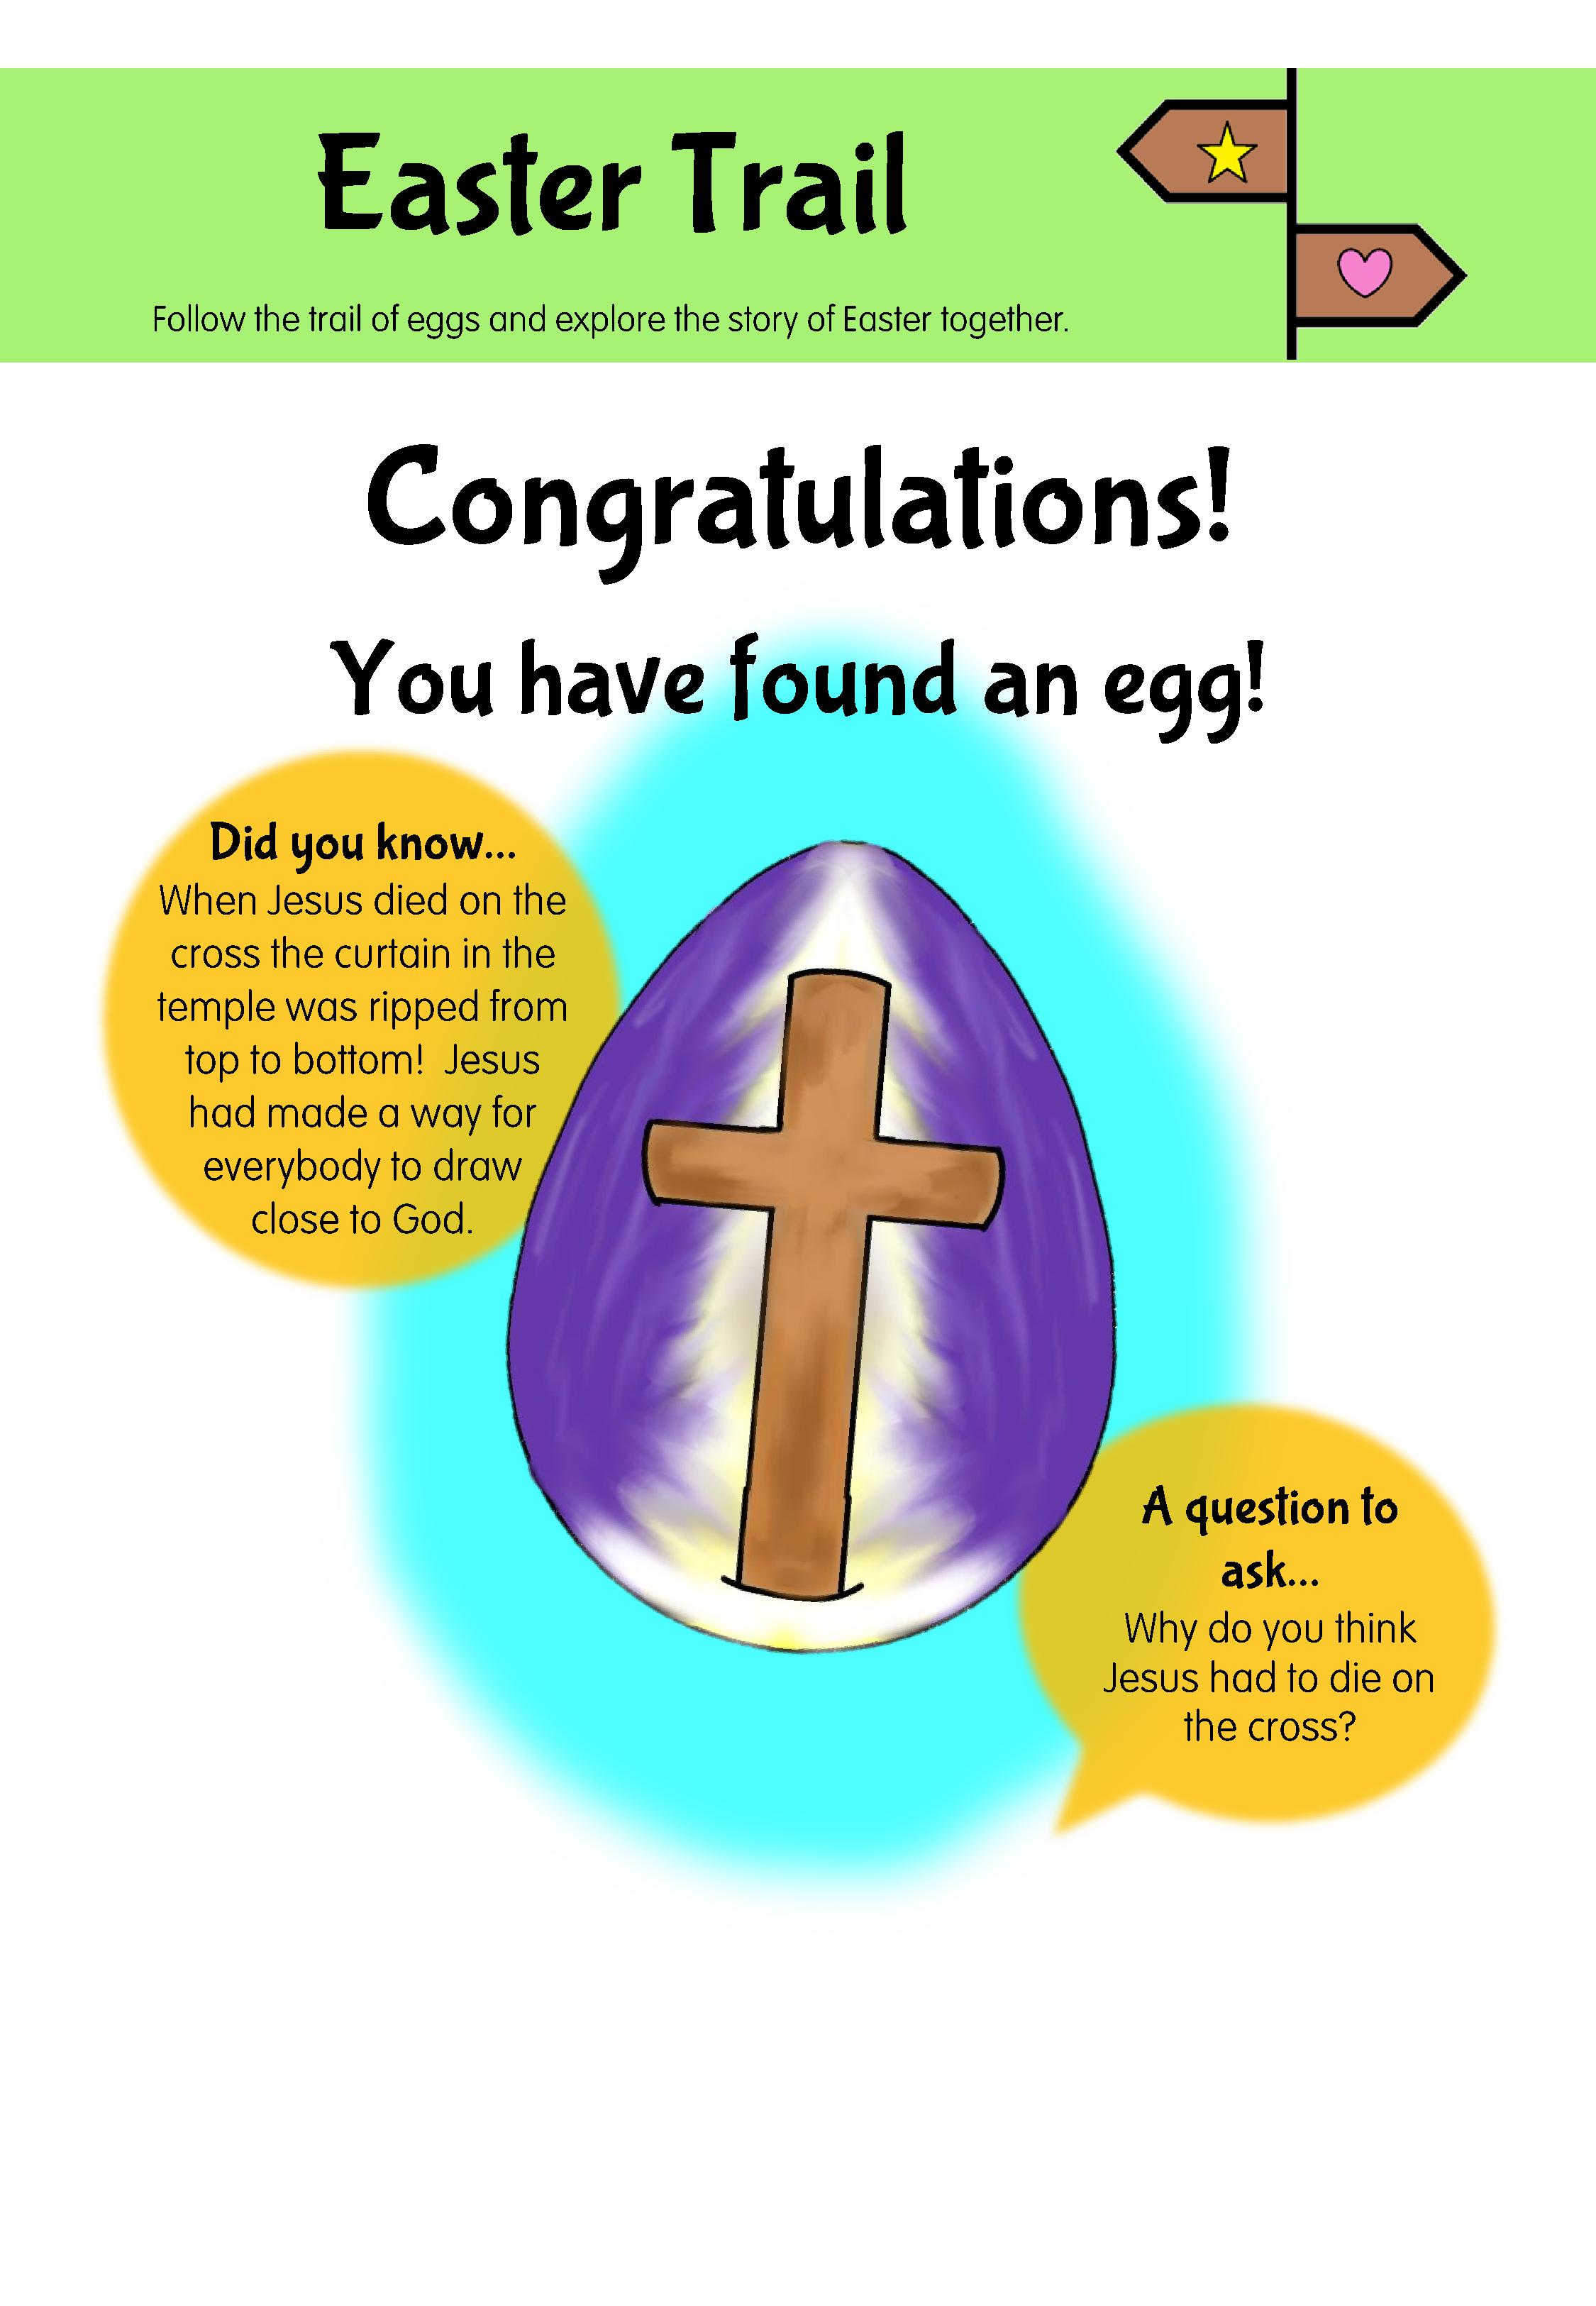 Easter Trail
Follow the trail of eggs and explore the story of Easter together.
Congratulations!
You have found an egg!
Did you know...
When Jesus died on the
cross the curtain in the
temple was ripped from
top to bottom!  Jesus
had made a way for
everybody to draw
close to God.
A question to
ask...
Why do you think
Jesus had to die on
the cross?